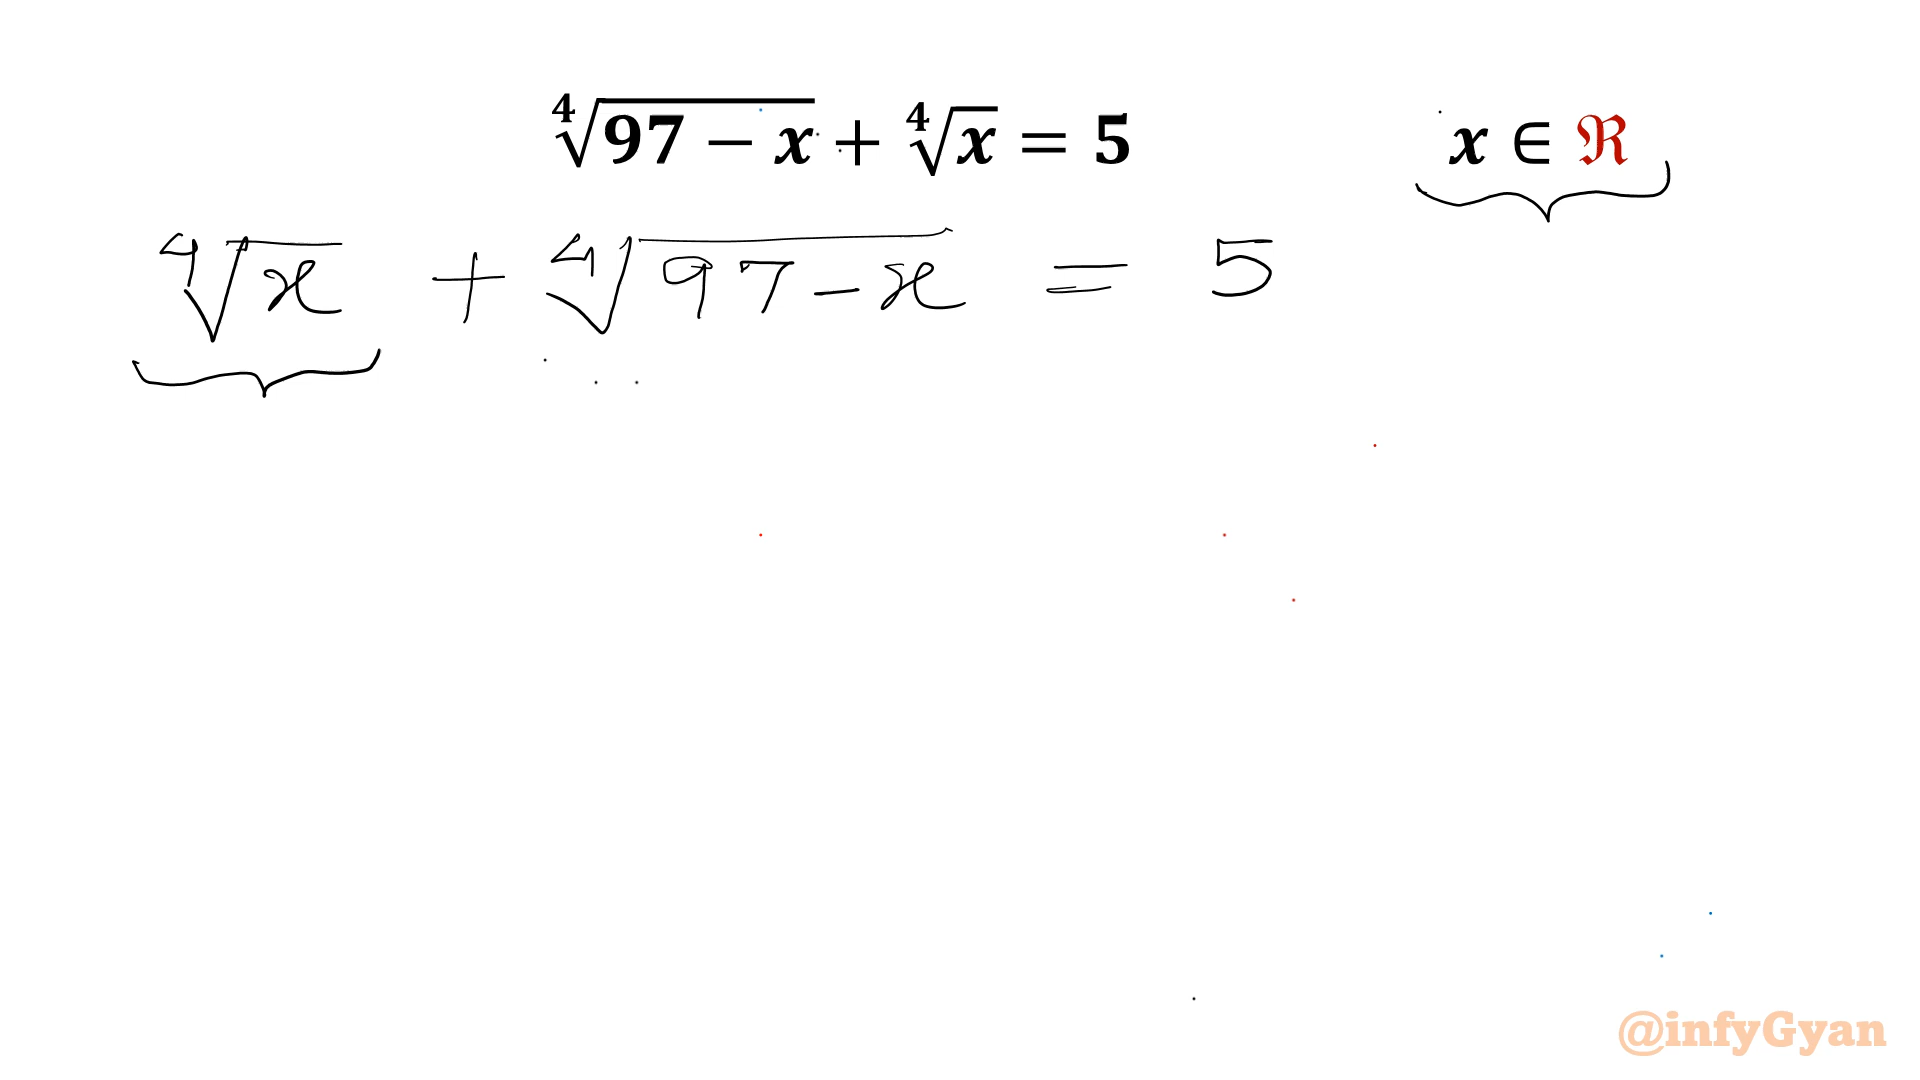 ∜(97 − x) + ∜x = 5 x ∈ ℜ
∜x + ∜(97 − x) = 5
@infyGyan